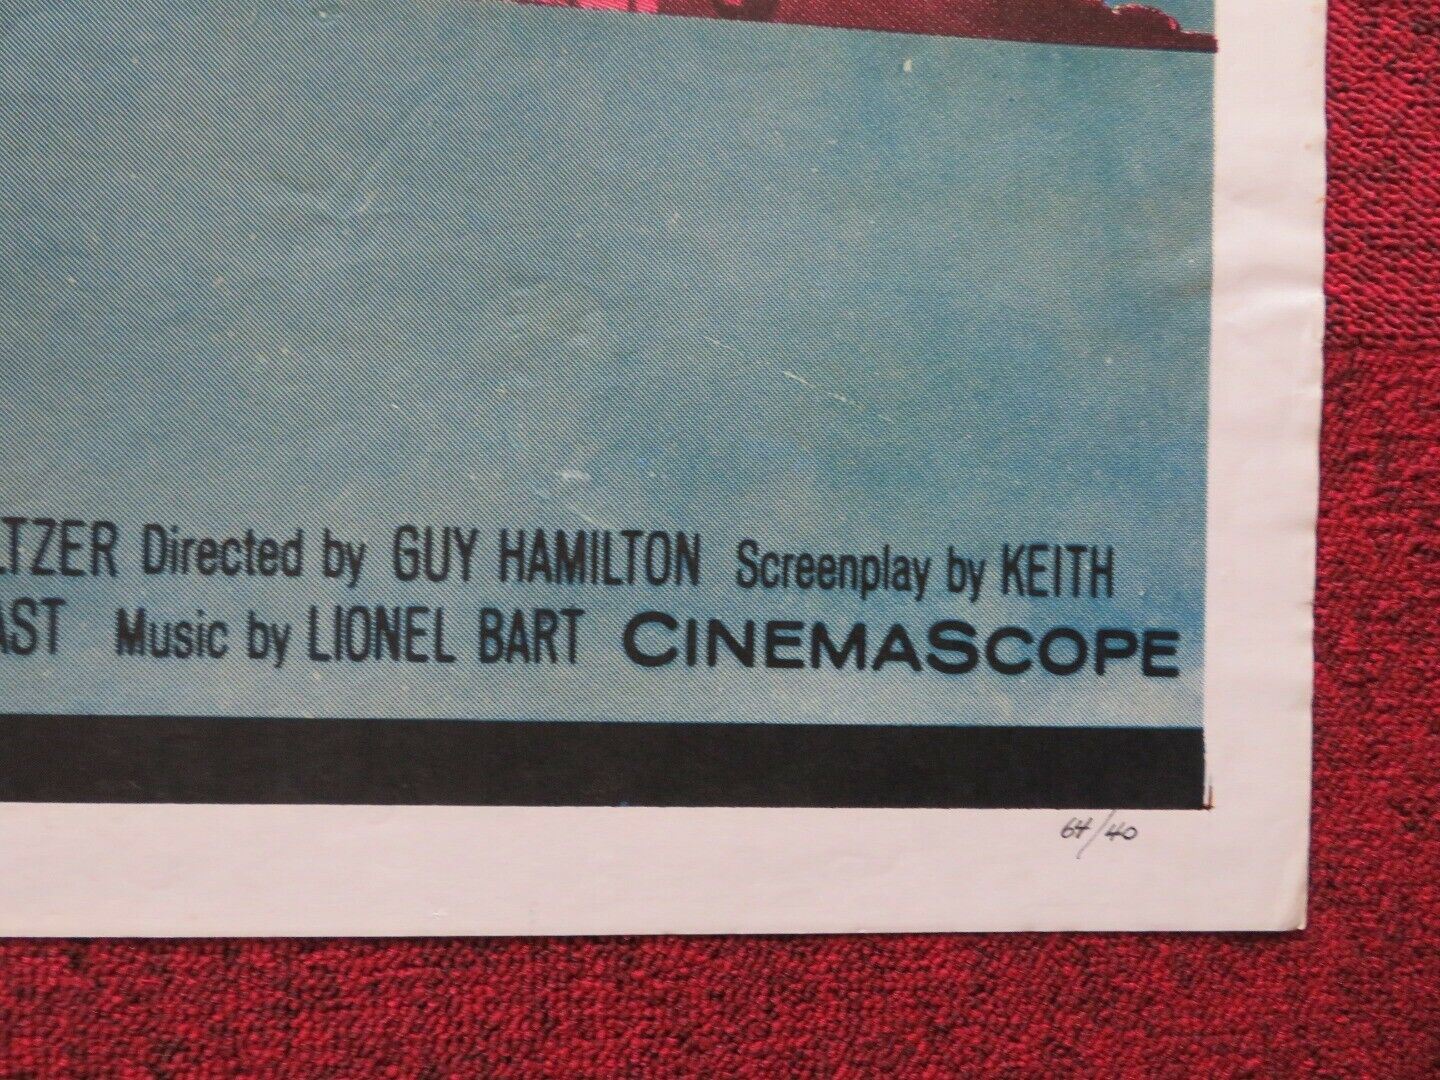 LTZER Directed by GUY HAMILTON Screenplay by KEITH
AST Music by LIONEL BART CINEMASCOPE
64/40